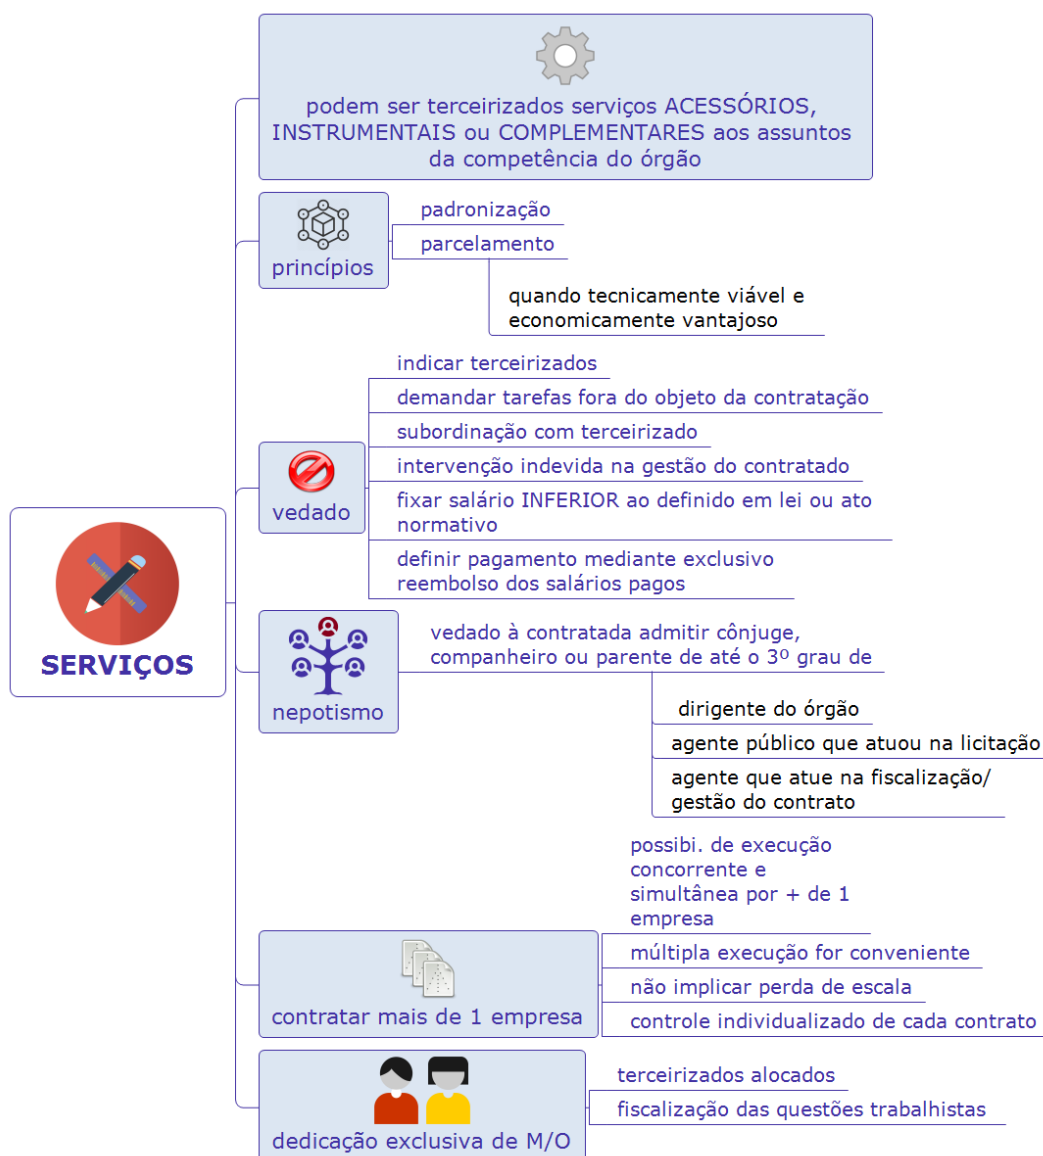 podem ser terceirizados serviços ACESSÓRIOS,
INSTRUMENTAIS ou COMPLEMENTARES aos assuntos
da competência do órgão
princípios
padronização
parcelamento
quando tecnicamente viável e
economicamente vantajoso
vedado
indicar terceirizados
demandar tarefas fora do objeto da contratação
subordinação com terceirizado
intervenção indevida na gestão do contratado
fixar salário INFERIOR ao definido em lei ou ato
normativo
definir pagamento mediante exclusivo
reembolso dos salários pagos
SERVIÇOS
nepotismo
vedado à contratada admitir cônjuge,
companheiro ou parente de até o 3º grau de
dirigente do órgão
agente público que atuou na licitação
agente que atue na fiscalização/
gestão do contrato
contratar mais de 1 empresa
possibi. de execução
concorrente e
simultânea por + de 1
empresa
múltipla execução for conveniente
não implicar perda de escala
controle individualizado de cada contrato
dedicação exclusiva de M/O
terceirizados alocados
fiscalização das questões trabalhistas